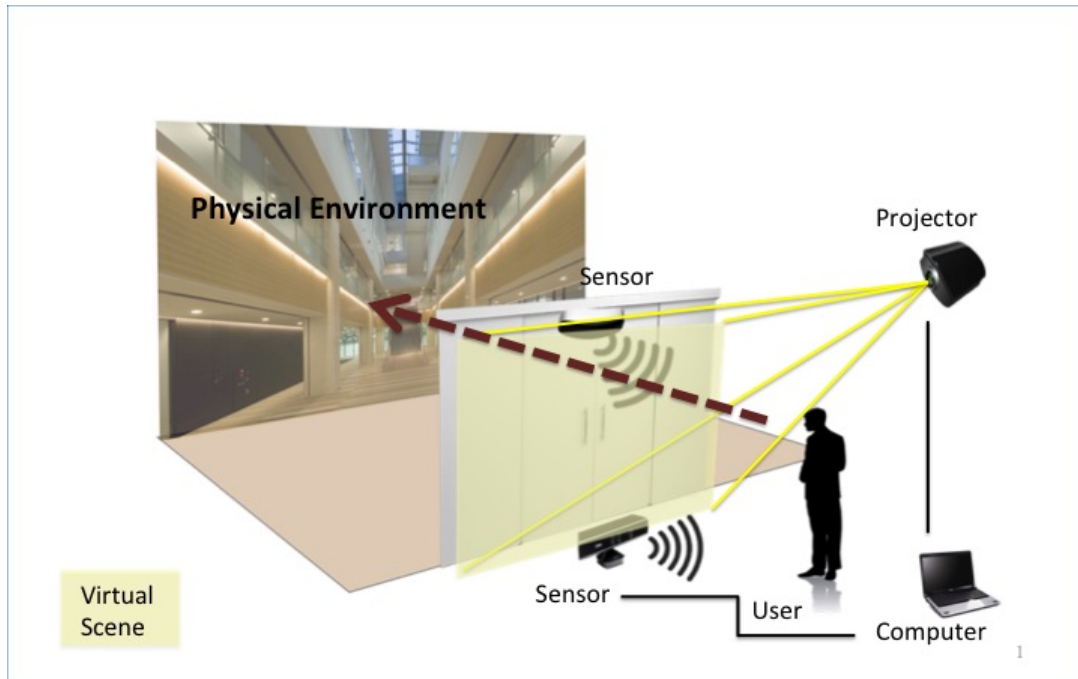 Physical Environment
Projector
Sensor
Virtual
Scene
Sensor
User
Computer
1